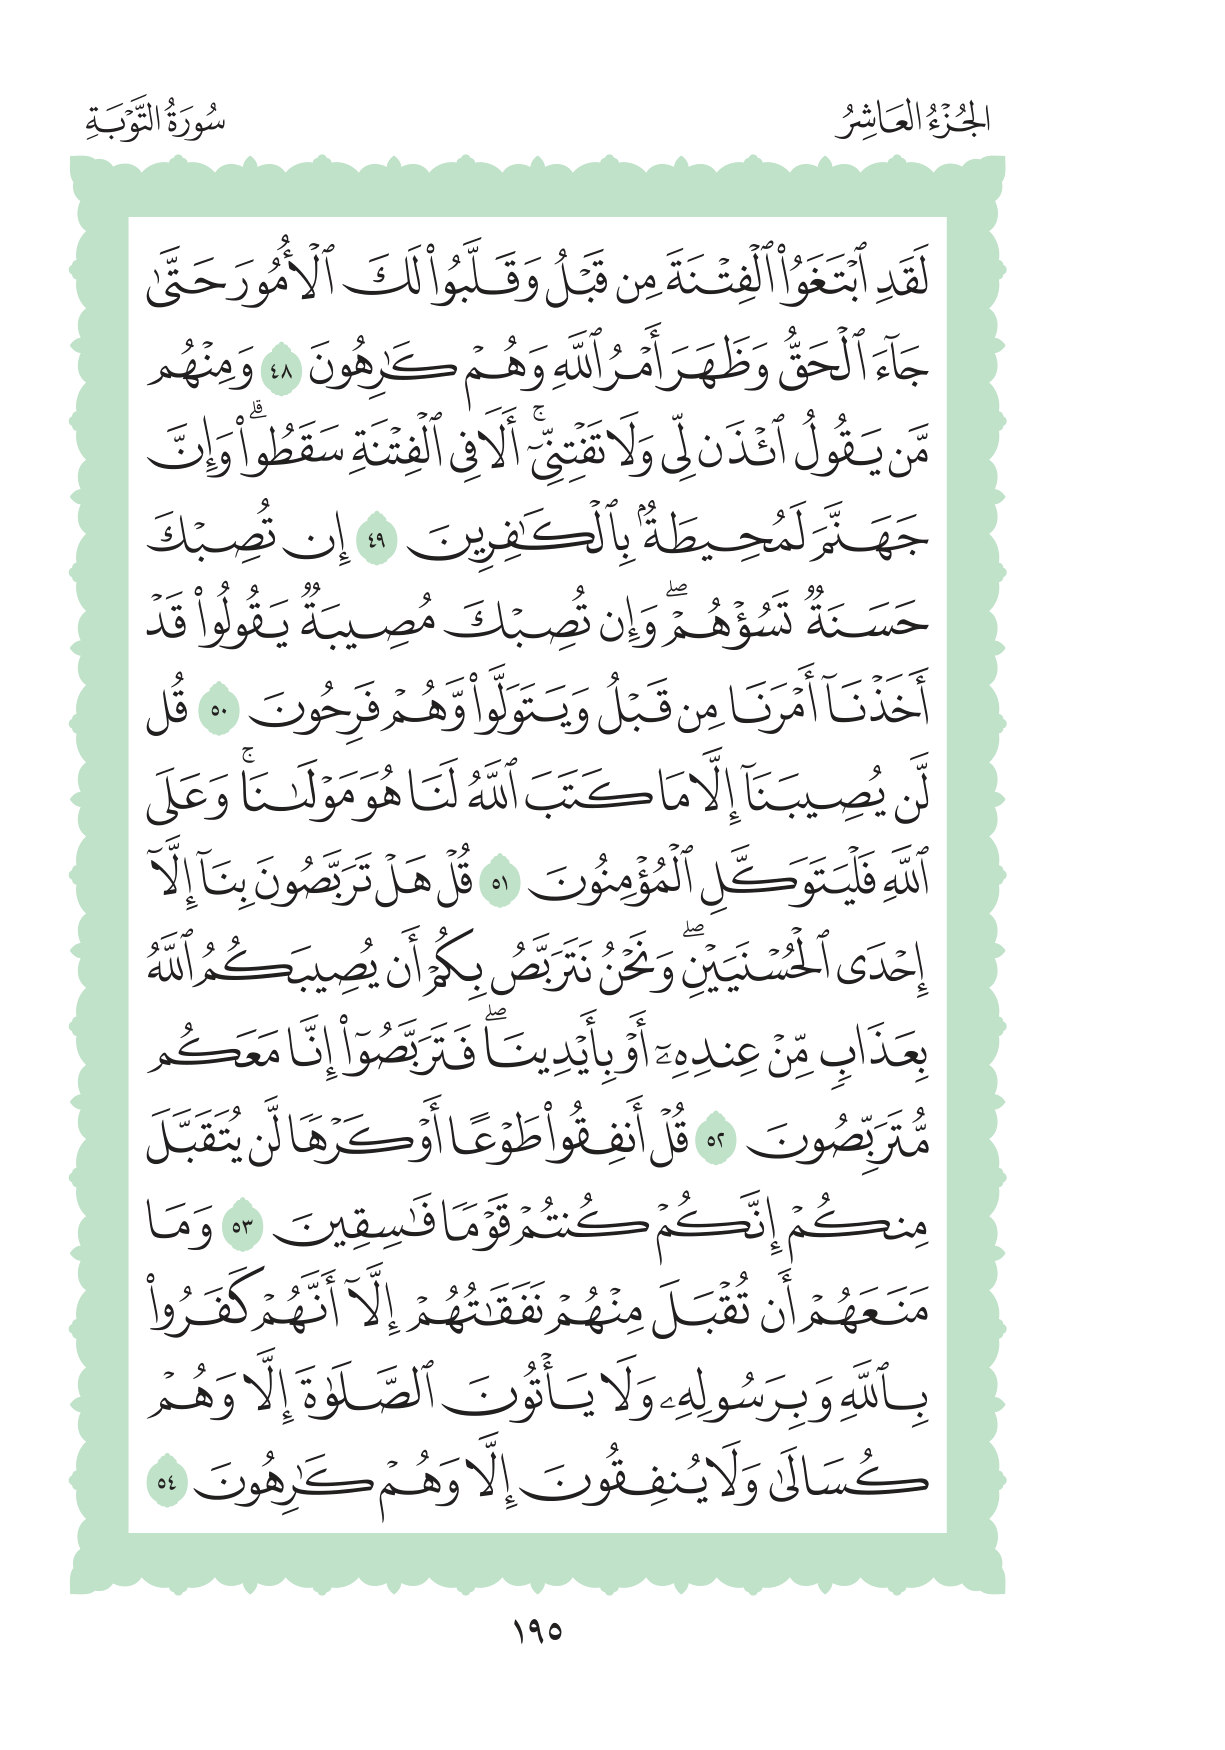 الجُزْءُ العَاشِرُ
سُورَةُ التَّوْبَةِ
لَقَدِ ٱبْتَغَوُا۟ ٱلْفِتْنَةَ مِن قَبْلُ وَقَلَّبُوا۟ لَكَ ٱلْأُمُورَ حَتَّىٰ
جَآءَ ٱلْحَقُّ وَظَهَرَ أَمْرُ ٱللَّهِ وَهُمْ كَـٰرِهُونَ ٤٨ وَمِنْهُم
مَّن يَقُولُ ٱئْذَن لِّى وَلَا تَفْتِنِّىٓ ۚ أَلَا فِى ٱلْفِتْنَةِ سَقَطُوا۟ ۗ وَإِنَّ
جَهَنَّمَ لَمُحِيطَةٌۢ بِٱلْكَـٰفِرِينَ ٤٩ إِن تُصِبْكَ
حَسَنَةٌ تَسُؤْهُمْ ۖ وَإِن تُصِبْكَ مُصِيبَةٌ يَقُولُوا۟ قَدْ
أَخَذْنَآ أَمْرَنَا مِن قَبْلُ وَيَتَوَلَّوا۟ وَّهُمْ فَرِحُونَ ٥٠ قُل
لَّن يُصِيبَنَآ إِلَّا مَا كَتَبَ ٱللَّهُ لَنَا هُوَ مَوْلَىٰنَا ۚ وَعَلَى
ٱللَّهِ فَلْيَتَوَكَّلِ ٱلْمُؤْمِنُونَ ٥١ قُلْ هَلْ تَرَبَّصُونَ بِنَآ إِلَّآ
إِحْدَى ٱلْحُسْنَيَيْنِ ۖ وَنَحْنُ نَتَرَبَّصُ بِكُمْ أَن يُصِيبَكُمُ ٱللَّهُ
بِعَذَابٍ مِّنْ عِندِهِۦٓ أَوْ بِأَيْدِينَا ۖ فَتَرَبَّصُوٓا۟ إِنَّا مَعَكُم
مُّتَرَبِّصُونَ ٥٢ قُلْ أَنفِقُوا۟ طَوْعًا أَوْ كَرْهًا لَّن يُتَقَبَّلَ
مِنكُمْ إِنَّكُمْ كُنتُمْ قَوْمًا فَـٰسِقِينَ ٥٣ وَمَا
مَنَعَهُمْ أَن تُقْبَلَ مِنْهُمْ نَفَقَـٰتُهُمْ إِلَّآ أَنَّهُمْ كَفَرُوا۟
بِٱللَّهِ وَبِرَسُولِهِۦ وَلَا يَأْتُونَ ٱلصَّلَوٰةَ إِلَّا وَهُمْ
كُسَالَىٰ وَلَا يُنفِقُونَ إِلَّا وَهُمْ كَـٰرِهُونَ ٥٤
١٩٥